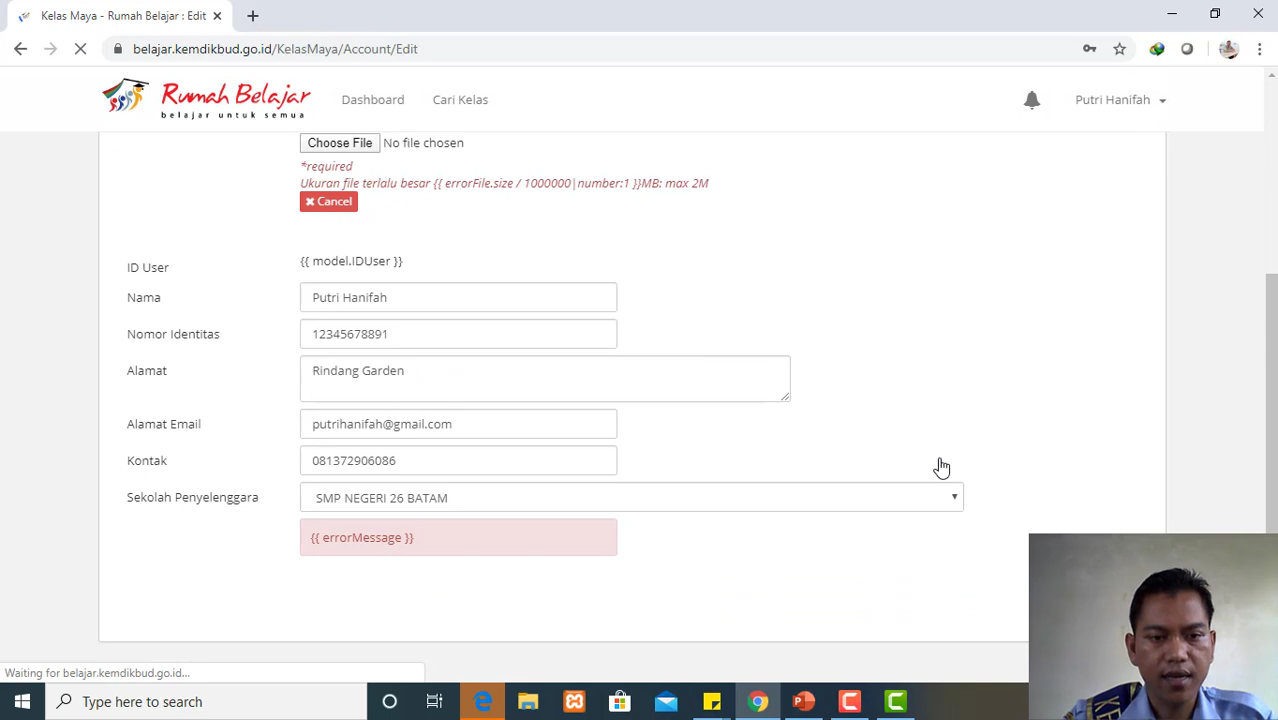 Kelas Maya - Rumah Belajar : Edit
belajar.kemdikbud.go.id/KelasMaya/Account/Edit
Rumah Belajar
belajar untuk semua
Dashboard
Cari Kelas
Putri Hanifah
Choose File No file chosen
*required
Ukuran file terlalu besar {{ errorFile.size / 1000000|number:1 }}MB: max 2M
Cancel
ID User {{ model.IDUser }}
Nama Putri Hanifah
Nomor Identitas 12345678891
Alamat Rindang Garden
Alamat Email putrihanifah@gmail.com
Kontak 081372906086
Sekolah Penyelenggara SMP NEGERI 26 BATAM
{{ errorMessage }}
Waiting for belajar.kemdikbud.go.id...
Type here to search